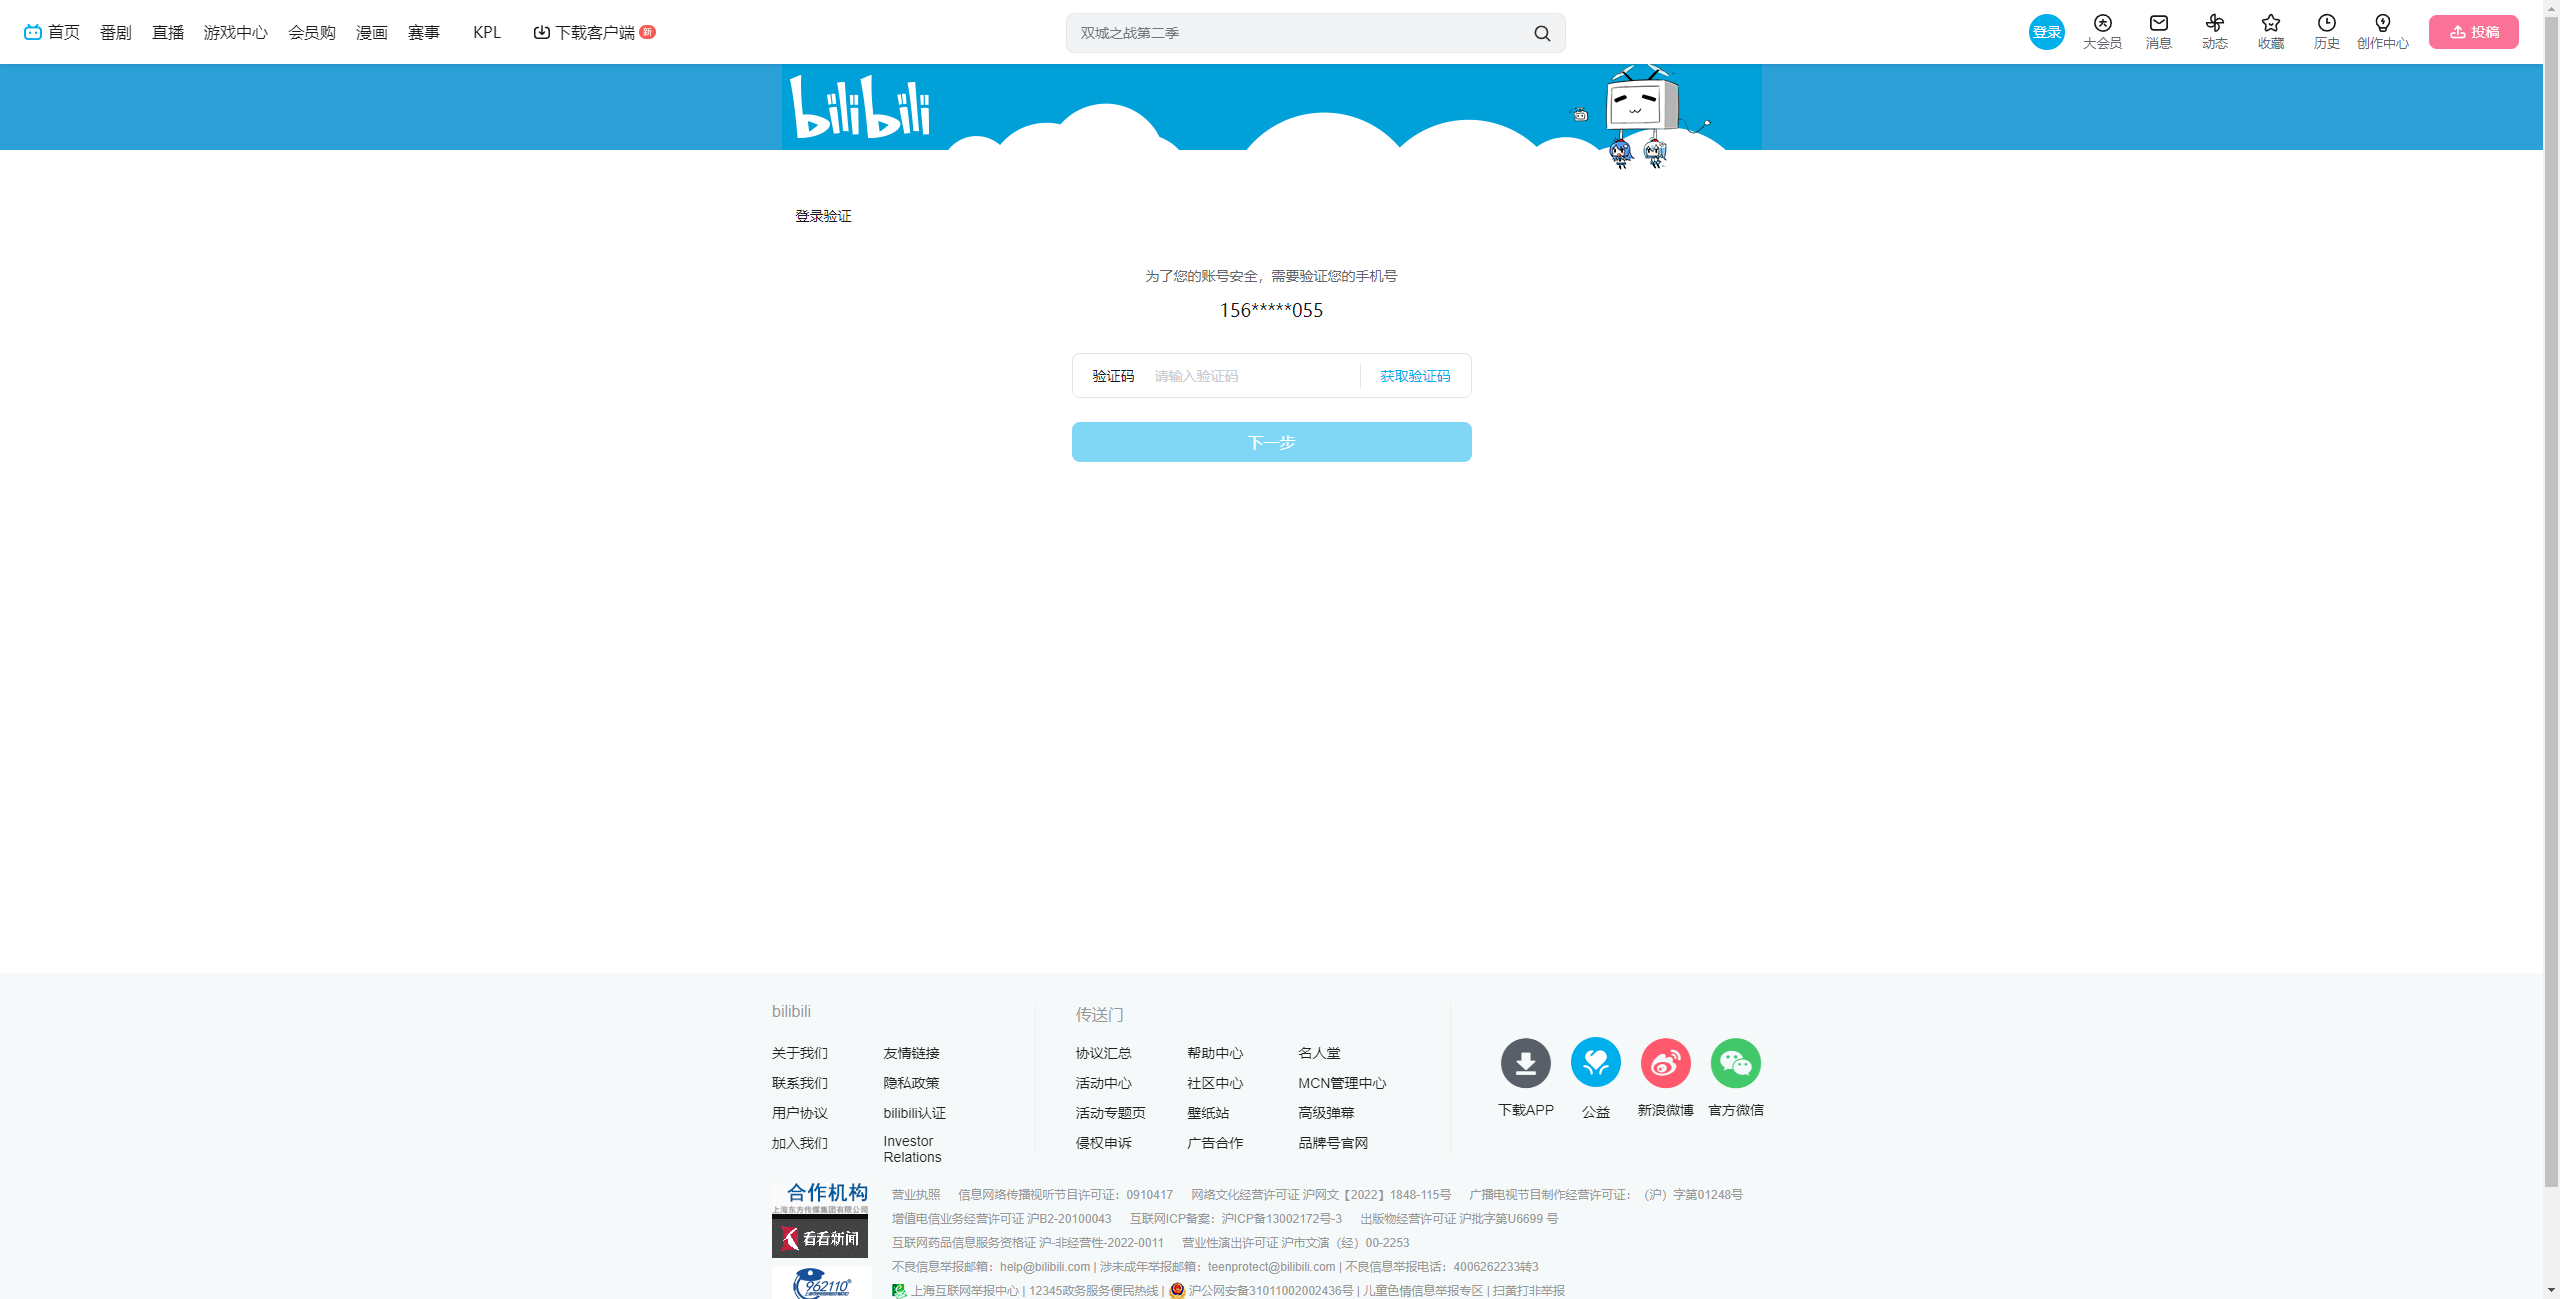 首页 番剧 直播 游戏中心 会员购 漫画 赛事 KPL 下载客户端 新
双城之战第二季
登录 大会员 消息 动态 收藏 历史 创作中心 投稿
bilibili
登录验证
为了您的账号安全，需要验证您的手机号
156*****055
验证码 请输入验证码 获取验证码
下一步
bilibili
关于我们 友情链接
联系我们 隐私政策
用户协议 bilibili认证
加入我们 Investor Relations
传送门
协议汇总 帮助中心 名人堂
活动中心 社区中心 MCN管理中心
活动专题页 壁纸站 高级弹幕
侵权申诉 广告合作 品牌号官网
下载APP 公益 新浪微博 官方微信
合作机构
上海东方传媒集团有限公司
看看新闻
962110
营业执照 信息网络传播视听节目许可证：0910417 网络文化经营许可证 沪网文【2022】1848-115号 广播电视节目制作经营许可证：（沪）字第01248号
增值电信业务经营许可证 沪B2-20100043 互联网ICP备案：沪ICP备13002172号-3 出版物经营许可证 沪批字第U6699 号
互联网药品信息服务资格证 沪-非经营性-2022-0011 营业性演出许可证 沪市文演（经）00-2253
不良信息举报邮箱：help@bilibili.com | 涉未成年举报邮箱：teenprotect@bilibili.com | 不良信息举报电话：4006262233转3
上海互联网举报中心 | 12345政务服务便民热线 | 沪公网安备31011002002436号 | 儿童色情信息举报专区 | 扫黄打非举报